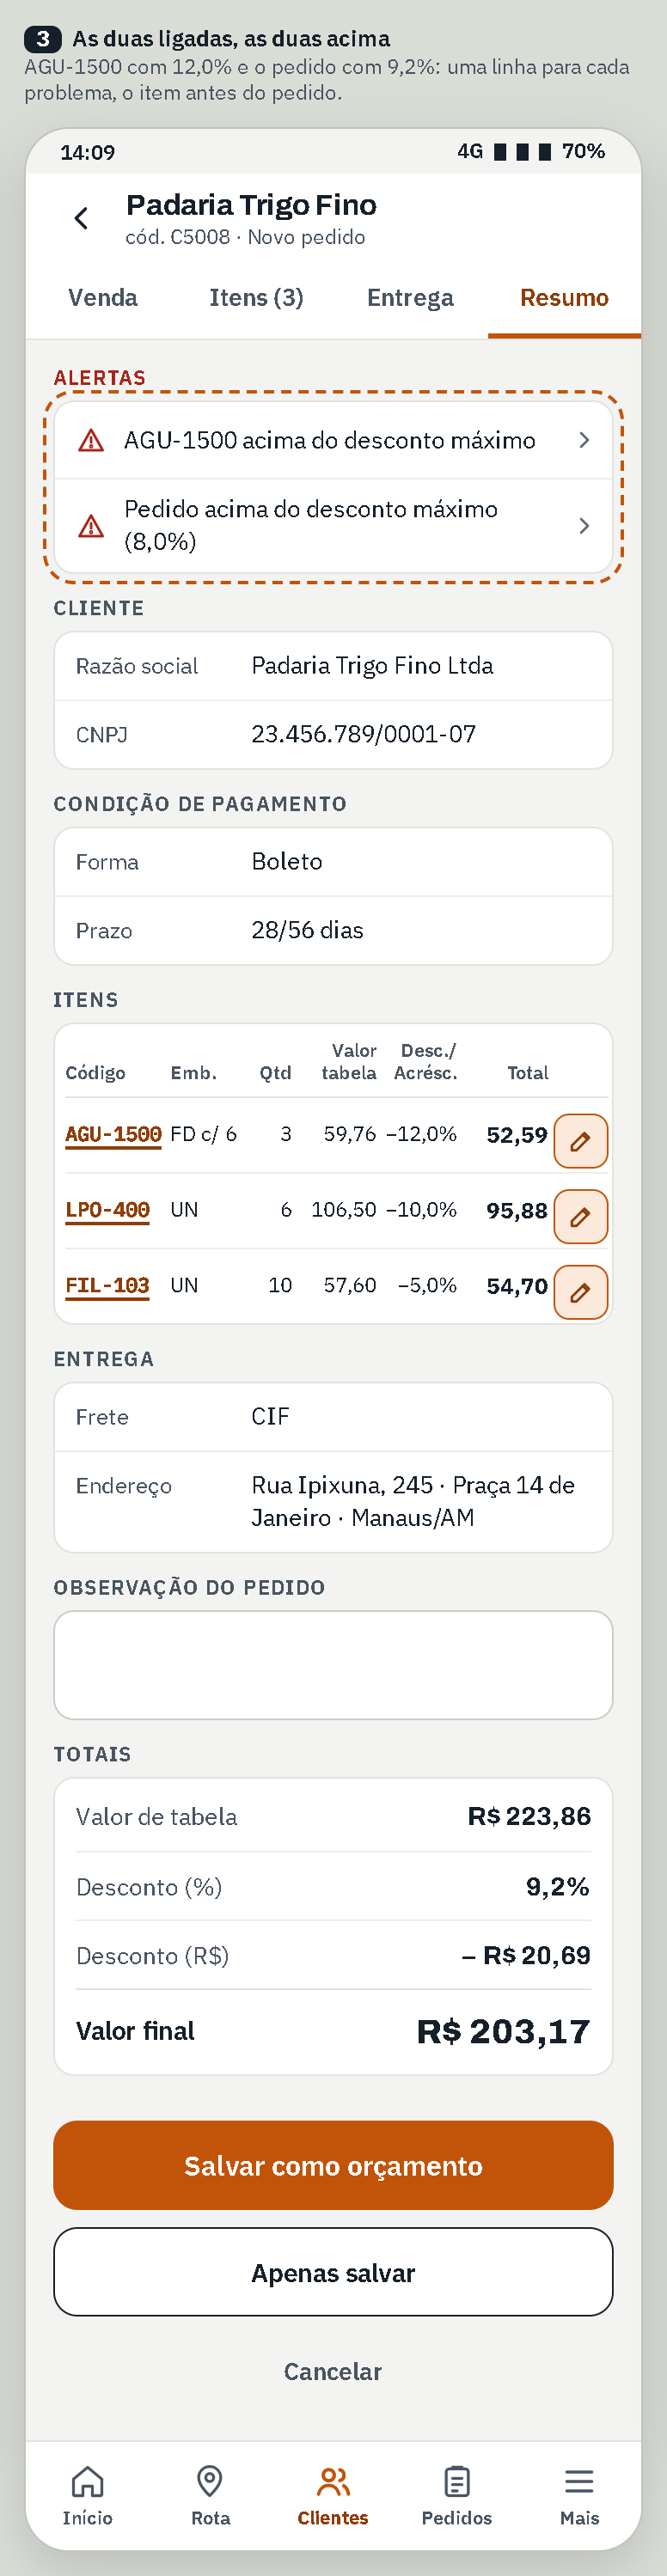 3 As duas ligadas, as duas acima
AGU-1500 com 12,0% e o pedido com 9,2%: uma linha para cada
problema, o item antes do pedido.
14:09 4G 70%
Padaria Trigo Fino
cód. C5008 · Novo pedido
Venda Itens (3) Entrega Resumo
ALERTAS
AGU-1500 acima do desconto máximo
Pedido acima do desconto máximo
(8,0%)
CLIENTE
Razão social Padaria Trigo Fino Ltda
CNPJ 23.456.789/0001-07
CONDIÇÃO DE PAGAMENTO
Forma Boleto
Prazo 28/56 dias
ITENS
Valor Desc./
Código Emb. Qtd tabela Acrésc. Total
AGU-1500 FD c/ 6 3 59,76 −12,0% 52,59
LPO-400 UN 6 106,50 −10,0% 95,88
FIL-103 UN 10 57,60 −5,0% 54,70
ENTREGA
Frete CIF
Endereço Rua Ipixuna, 245 · Praça 14 de
Janeiro · Manaus/AM
OBSERVAÇÃO DO PEDIDO
TOTAIS
Valor de tabela R$ 223,86
Desconto (%) 9,2%
Desconto (R$) – R$ 20,69
Valor final R$ 203,17
Salvar como orçamento
Apenas salvar
Cancelar
Início Rota Clientes Pedidos Mais